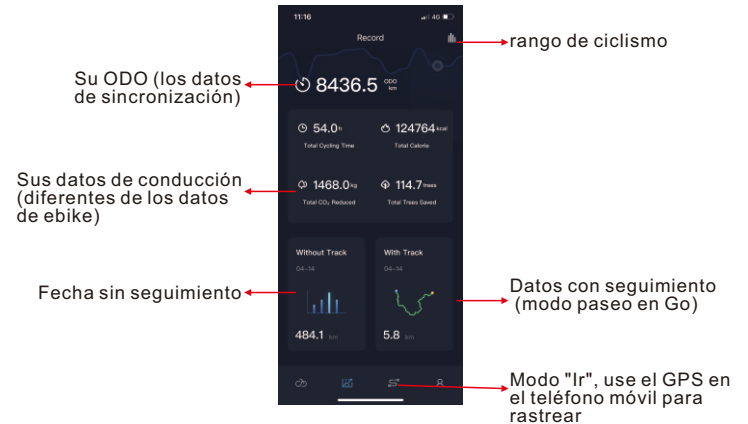 11:16
4G
Record
rango de ciclismo
Su ODO (los datos
de sincronización)
8436.5 ODO
km
54.0 h
124764 kcal
Total Cycling Time
Total Calorie
Sus datos de conducción
(diferentes de los datos
de ebike)
1468.0 kg
114.7 trees
Total CO₂ Reduced
Total Trees Saved
Without Track
With Track
04-14
04-14
Fecha sin seguimiento
Datos con seguimiento
(modo paseo en Go)
484.1 km
5.8 km
Modo "Ir", use el GPS en
el teléfono móvil para
rastrear